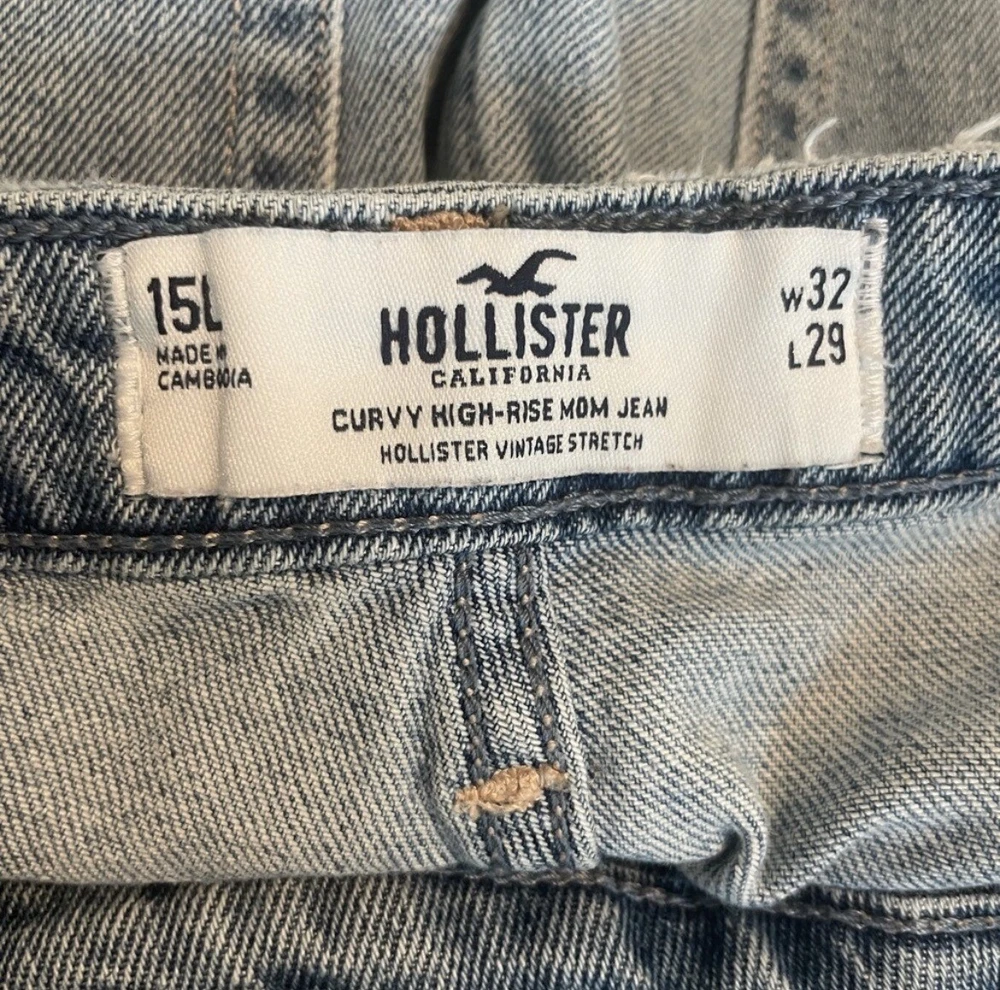 15L
MADE IN
CAMBODIA
HOLLISTER
CALIFORNIA
CURVY HIGH-RISE MOM JEAN
HOLLISTER VINTAGE STRETCH
W32
L29